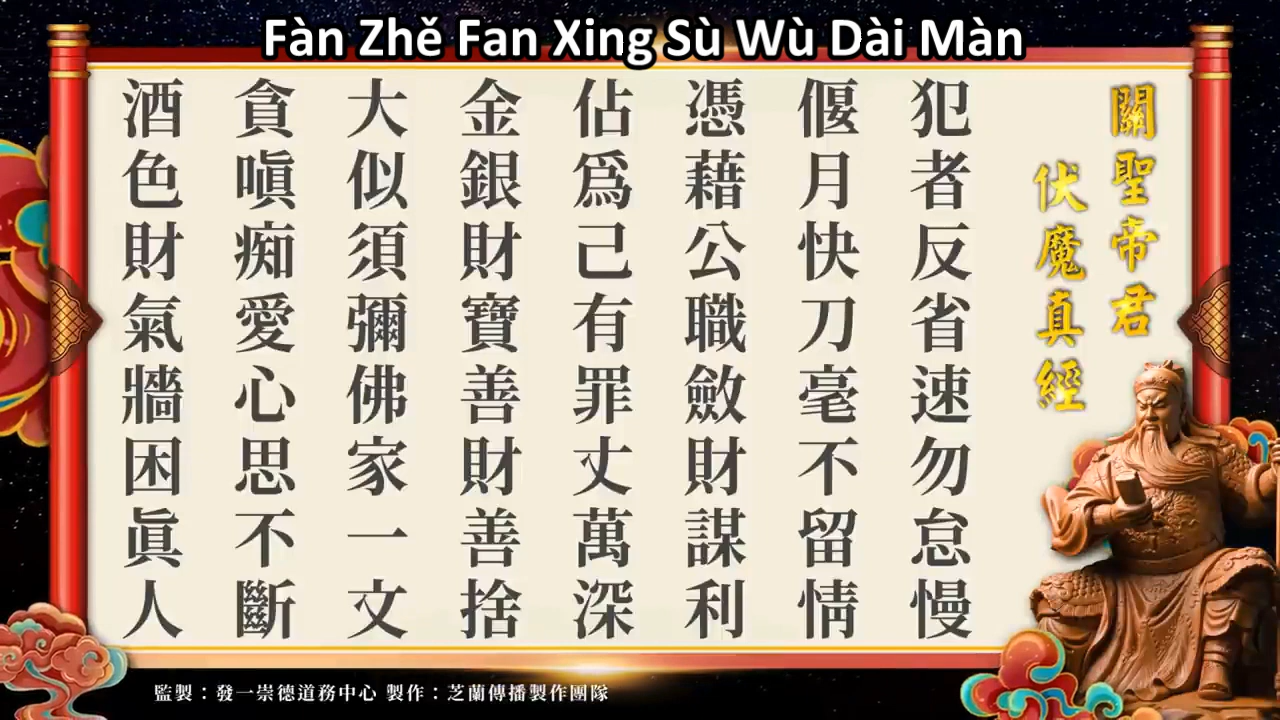 Fàn Zhě Fan Xing Sù Wù Dài Màn
關聖帝君
伏魔真經
犯者反省速勿怠慢
偃月快刀毫不留情
憑藉公職斂財謀利
佔爲己有罪丈萬深
金銀財寶善財善捨
大似須彌佛家一文
貪嗔痴愛心思不斷
酒色財氣牆困眞人
監製：發一崇德道務中心 製作：芝蘭傳播製作團隊